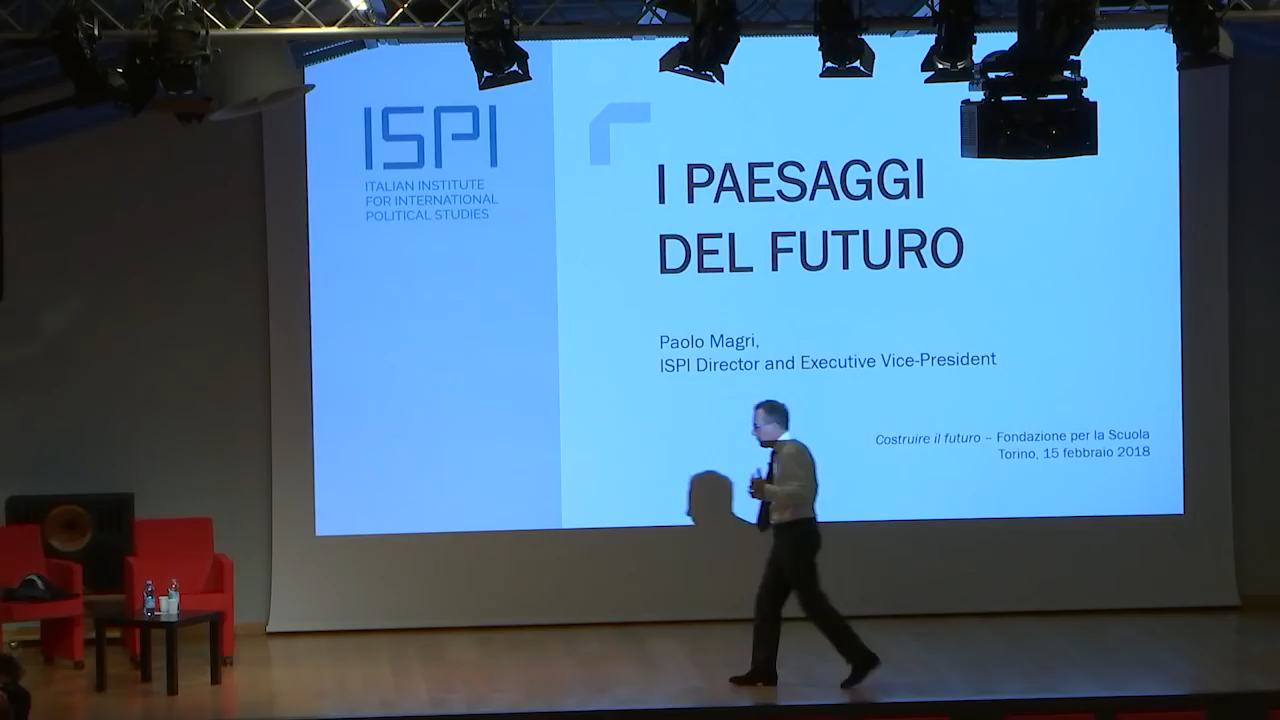 ISPI
ITALIAN INSTITUTE
FOR INTERNATIONAL
POLITICAL STUDIES
I PAESAGGI
DEL FUTURO
Paolo Magri,
ISPI Director and Executive Vice-President
Costruire il futuro – Fondazione per la Scuola
Torino, 15 febbraio 2018